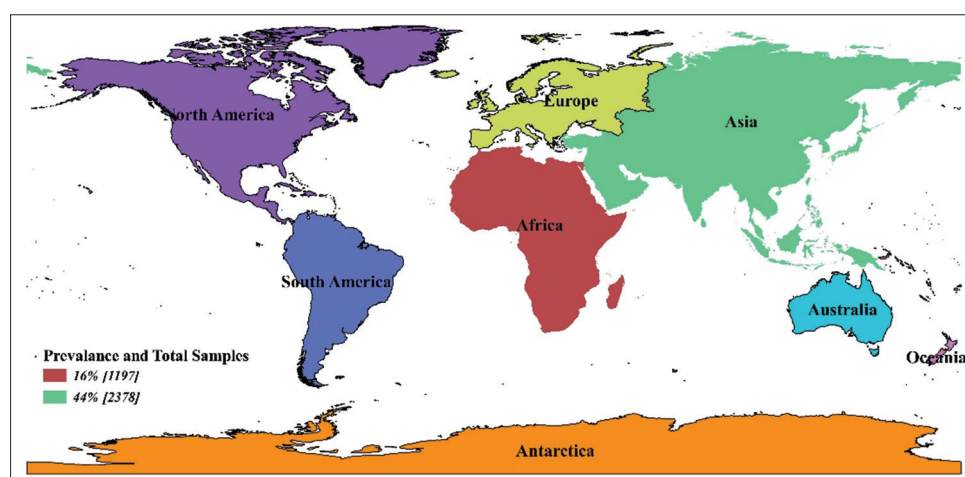 North America
Europe
Asia
Africa
South America
Australia
Prevalance and Total Samples
Oceania
16% [1197]
44% [2378]
Antarctica